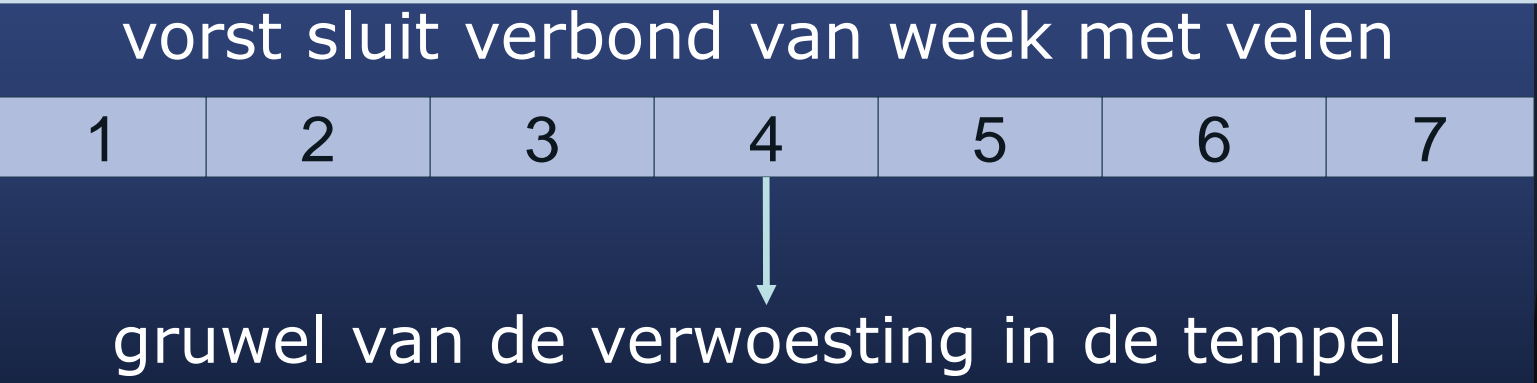 vorst sluit verbond van week met velen
1 2 3 4 5 6 7
gruwel van de verwoesting in de tempel